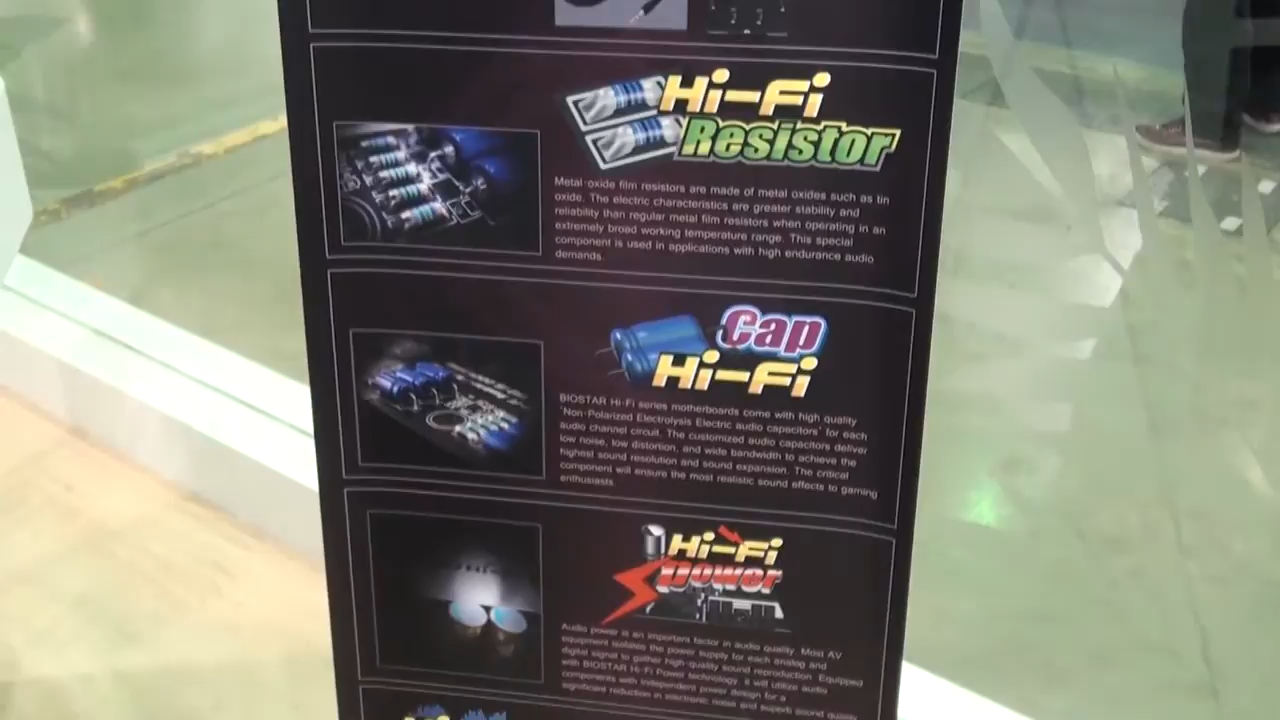 Hi-Fi
Resistor
Metal-oxide film resistors are made of metal oxides such as tin
oxide. The electric characteristics are greater stability and
reliability than regular metal film resistors when operating in an
extremely broad working temperature range. This special
component is used in applications with high endurance audio
demands.
Cap
Hi-Fi
BIOSTAR Hi-Fi series motherboards come with high quality
'Non-Polarized Electrolysis Electric audio capacitors' for each
audio channel circuit. The customized audio capacitors deliver
low noise, low distortion, and wide bandwidth to achieve the
highest sound resolution and sound expansion. The critical
component will ensure the most realistic sound effects to gaming
enthusiasts.
Hi-Fi
Power
Audio power is an important factor in audio quality. Most AV
equipment isolates the power supply for each analog and
digital signal to gather high-quality sound reproduction. Equipped
with BIOSTAR Hi-Fi Power technology, it will utilize audio
components with independent power design for a
significant reduction in electronic noise and superb sound quality